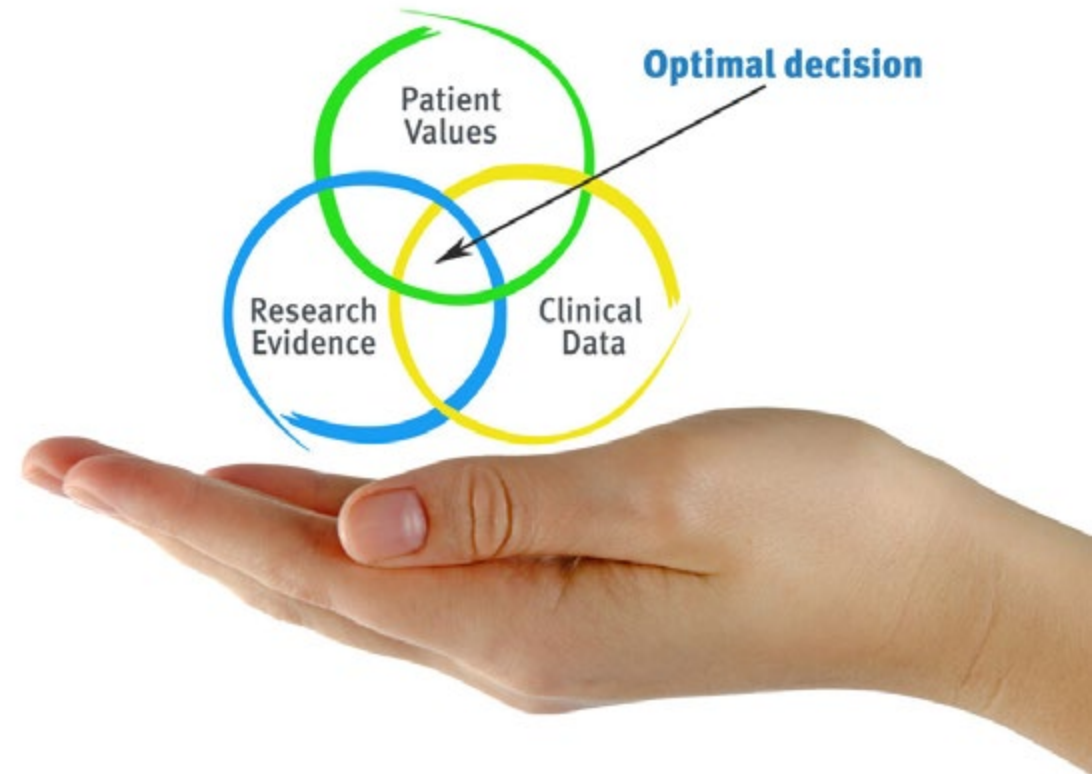 Optimal decision
Patient
Values
Research
Evidence
Clinical
Data